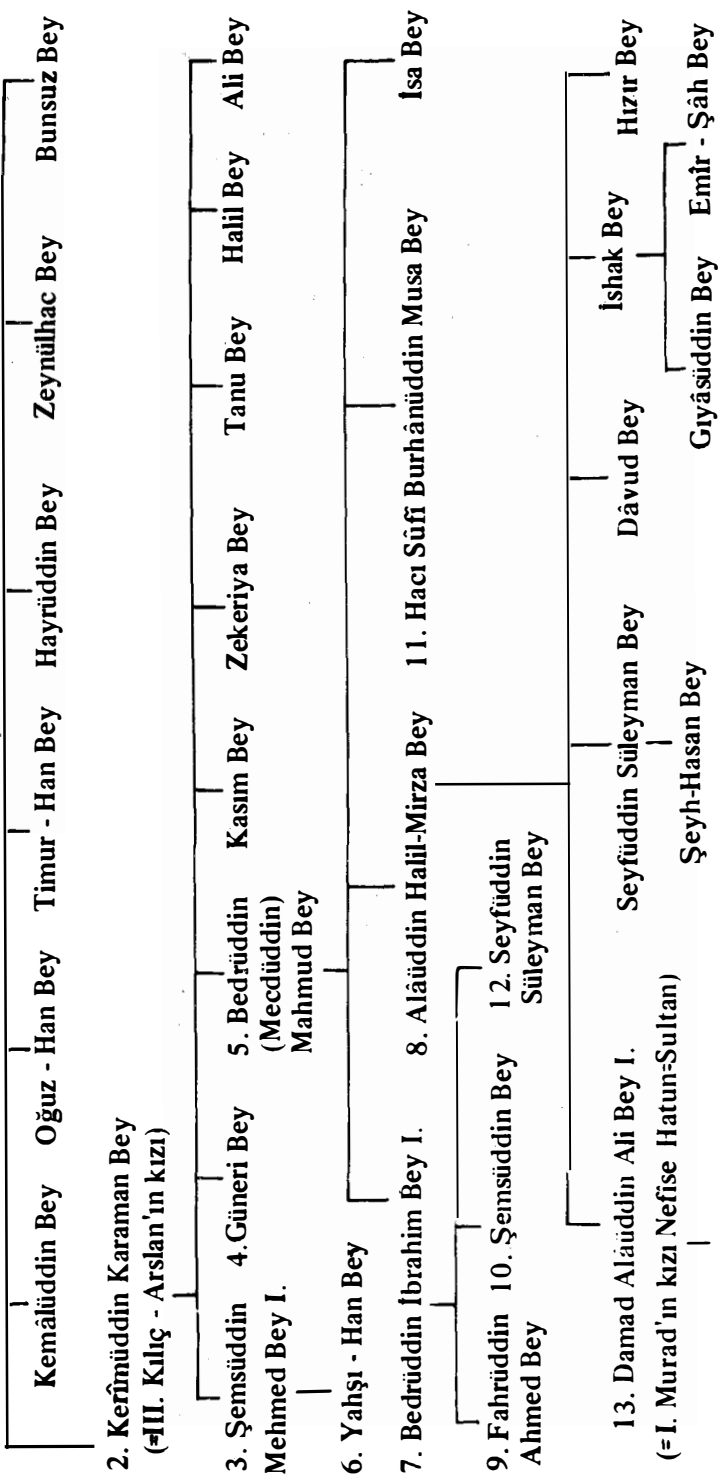 Kemâlüddin Bey Oğuz - Han Bey Timur - Han Bey Hayrüddin Bey Zeynülhac Bey Bunsuz Bey
2. Kerîmüddin Karaman Bey
(=III. Kılıç - Arslan'ın kızı)
3. Şemsüddin 4.Güneri Bey 5. Bedrüddin Kasım Bey Zekeriya Bey Tanu Bey Halil Bey Ali Bey
Mehmed Bey I. (Mecdüddin)
Mahmud Bey
6. Yahşı - Han Bey
7. Bedrüddin İbrahim Bey I. 8. Alâüddin Halil-Mirza Bey 11. Hacı Sûfî Burhânüddin Musa Bey İsa Bey
9. Fahrüddin 10. Şemsüddin Bey 12. Seyfüddin
Ahmed Bey Süleyman Bey
13. Damad Alâüddin Ali Bey I. Seyfüddin Süleyman Bey Dâvud Bey İshak Bey Hızır Bey
(=I. Murad'ın kızı Nefise Hatun=Sultan)
Şeyh-Hasan Bey Gıyâsüddin Bey Emîr - Şâh Bey